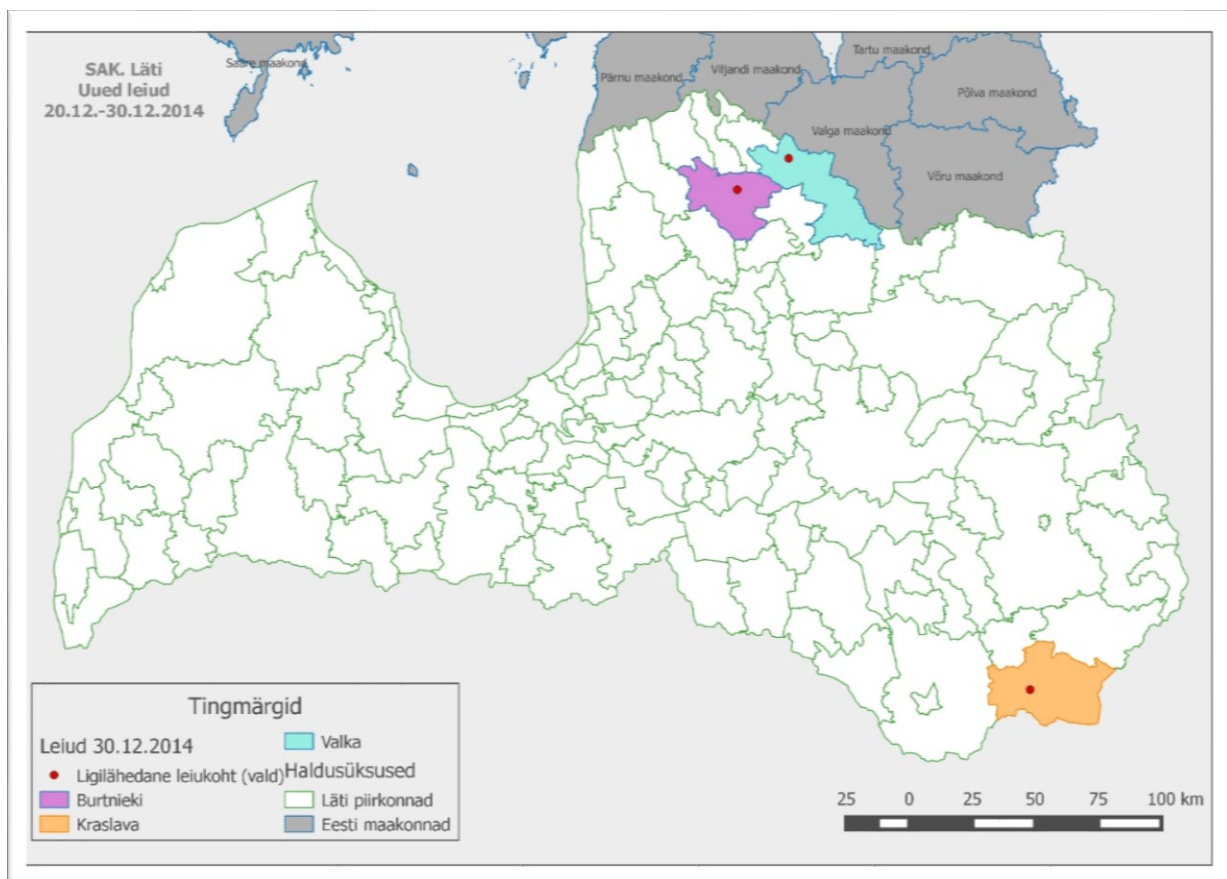 SAK. Läti
Uued leiud
20.12.-30.12.2014
Saare maakond
Pärnu maakond
Viljandi maakond
Tartu maakond
Põlva maakond
Valga maakond
Võru maakond
Tingmärgid
Leiud 30.12.2014
Ligilähedane leiukoht (vald)
Burtnieki
Kraslava
Valka
Haldusüksused
Läti piirkonnad
Eesti maakonnad
25 0 25 50 75 100 km